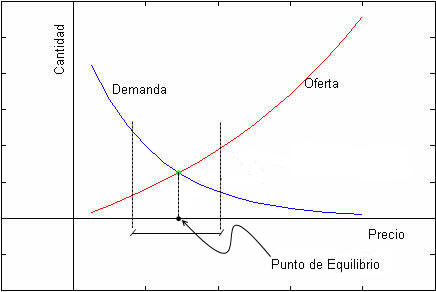 Cantidad
Demanda
Oferta
Precio
Punto de Equilibrio